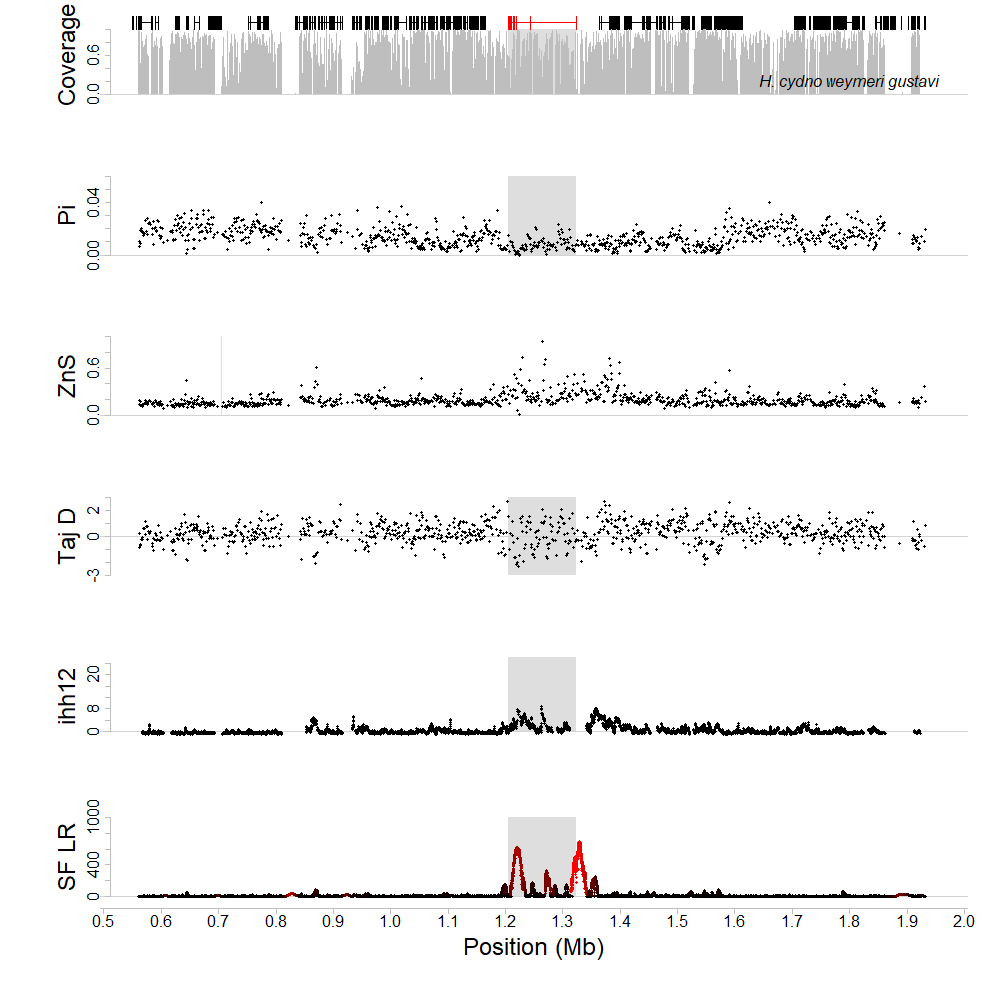 Coverage
0.0 0.6
H. cydno weymeri gustavi
Pi
0.00 0.04
ZnS
0.0 0.6
Taj D
-3 0 2
ihh12
0 8 20
SF LR
0 400 1000
0.5 0.6 0.7 0.8 0.9 1.0 1.1 1.2 1.3 1.4 1.5 1.6 1.7 1.8 1.9 2.0
Position (Mb)